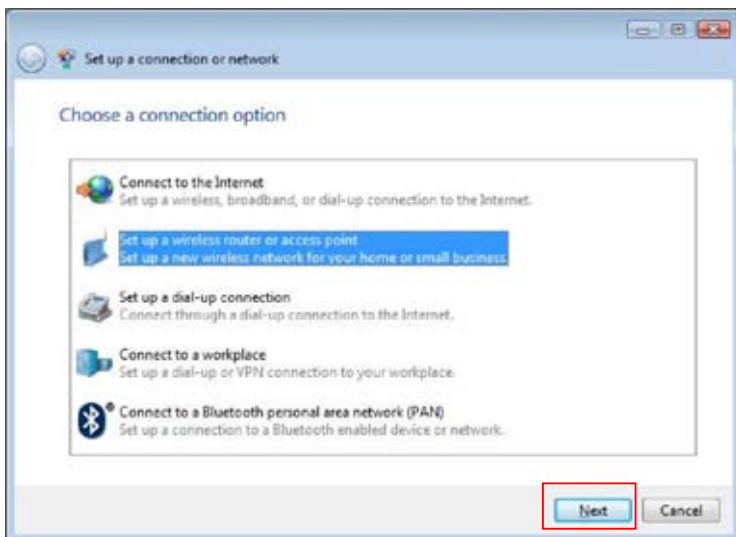 Set up a connection or network
Choose a connection option
Connect to the Internet
Set up a wireless, broadband, or dial-up connection to the Internet.
Set up a wireless router or access point
Set up a new wireless network for your home or small business
Set up a dial-up connection
Connect through a dial-up connection to the Internet.
Connect to a workplace
Set up a dial-up or VPN connection to your workplace.
Connect to a Bluetooth personal area network (PAN)
Set up a connection to a Bluetooth enabled device or network.
Next
Cancel